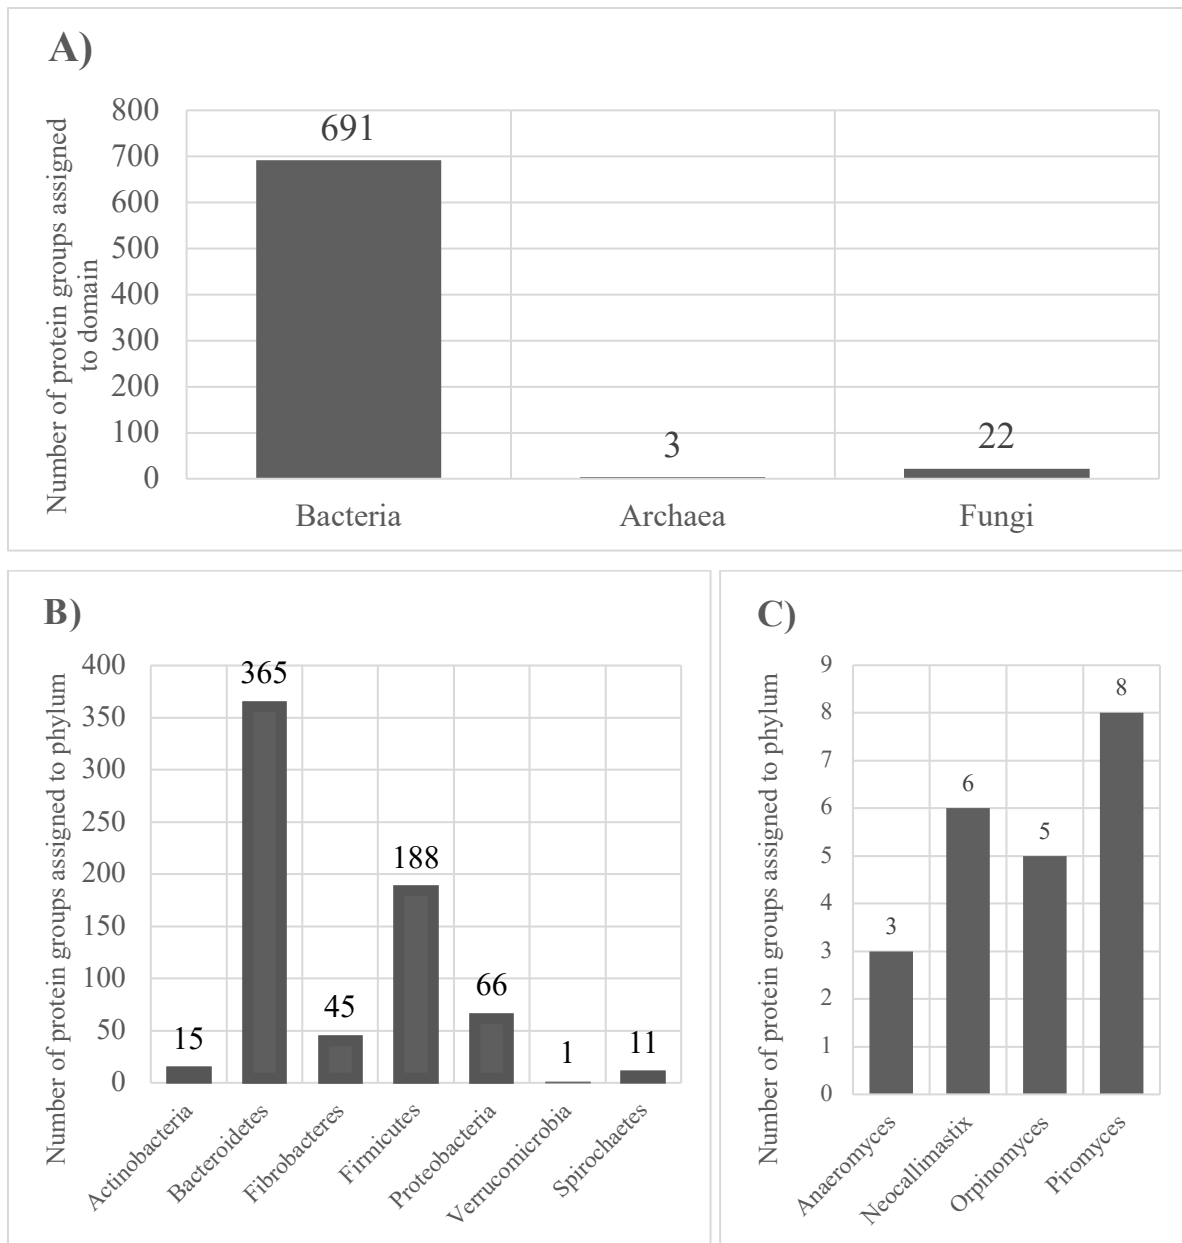 A)
Number of protein groups assigned
to domain
800
700
600
500
400
300
200
100
0
691
3
22
Bacteria
Archaea
Fungi
B)
Number of protein groups assigned to phylum
400
350
300
250
200
150
100
50
0
15
365
45
188
66
1
11
Actinobacteria
Bacteroidetes
Fibrobacteres
Firmicutes
Proteobacteria
Verrucomicrobia
Spirochaetes
C)
Number of protein groups assigned to phylum
9
8
7
6
5
4
3
2
1
0
3
6
5
8
Anaeromyces
Neocallimastix
Orpinomyces
Piromyces